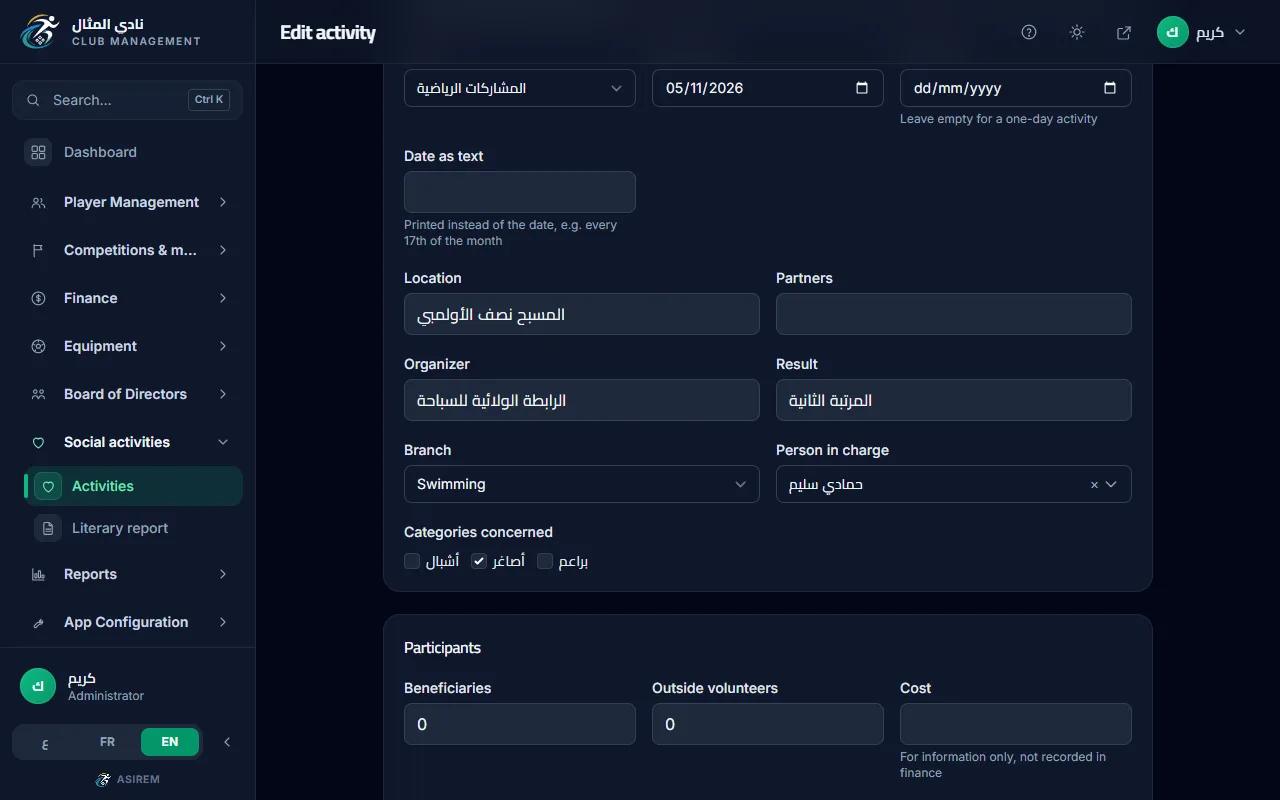 نادي المثال
CLUB MANAGEMENT
Search...
Ctrl K
Dashboard
Player Management
Competitions & m...
Finance
Equipment
Board of Directors
Social activities
Activities
Literary report
Reports
App Configuration
كريم
Administrator
ع
FR
EN
ASIREM
Edit activity
ك
كريم
المشاركات الرياضية
05/11/2026
dd/mm/yyyy
Leave empty for a one-day activity
Date as text
Printed instead of the date, e.g. every
17th of the month
Location
Partners
المسبح نصف الأولمبي
Organizer
Result
الرابطة الولائية للسباحة
المرتبة الثانية
Branch
Person in charge
Swimming
حمادي سليم
Categories concerned
أشبال
أصاغر
براعم
Participants
Beneficiaries
Outside volunteers
Cost
0
0
For information only, not recorded in
finance
ك